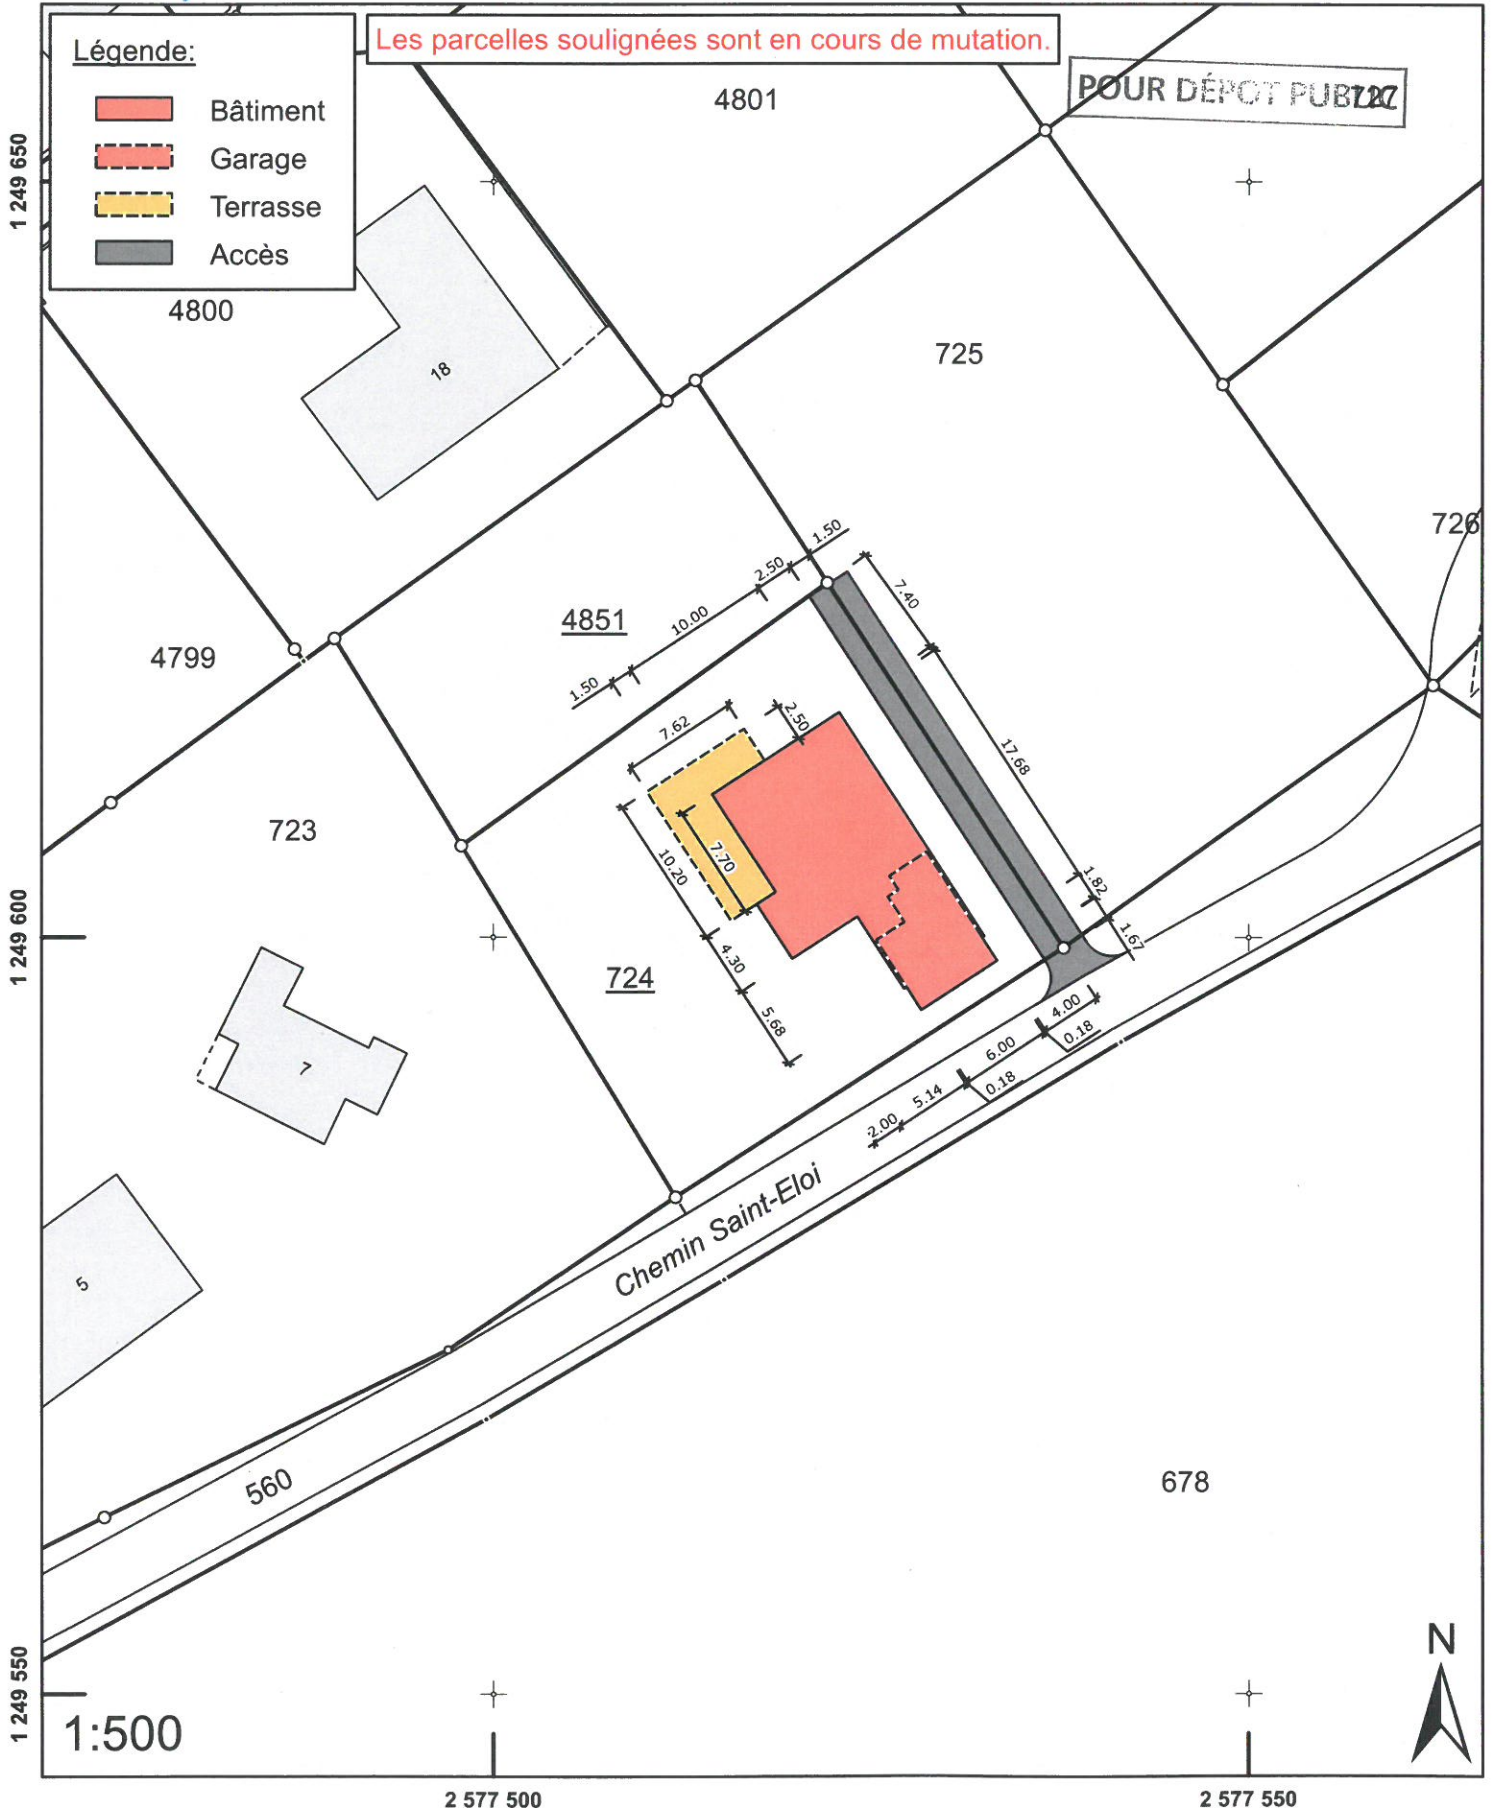 Légende:
Bâtiment
Garage
Terrasse
Accès
Les parcelles soulignées sont en cours de mutation.
POUR DÉPOT PUBLIC
727
4801
1 249 650
4800
18
725
726
1.50
2.50
10.00
1.50
7.40
4851
4799
7.62
2.50
17.68
723
10.20
7.70
1.82
1.67
1 249 600
724
4.30
5.68
4.00
0.18
6.00
0.18
5.14
2.00
7
5
Chemin Saint-Eloi
560
678
N
1 249 550
1:500
2 577 500
2 577 550